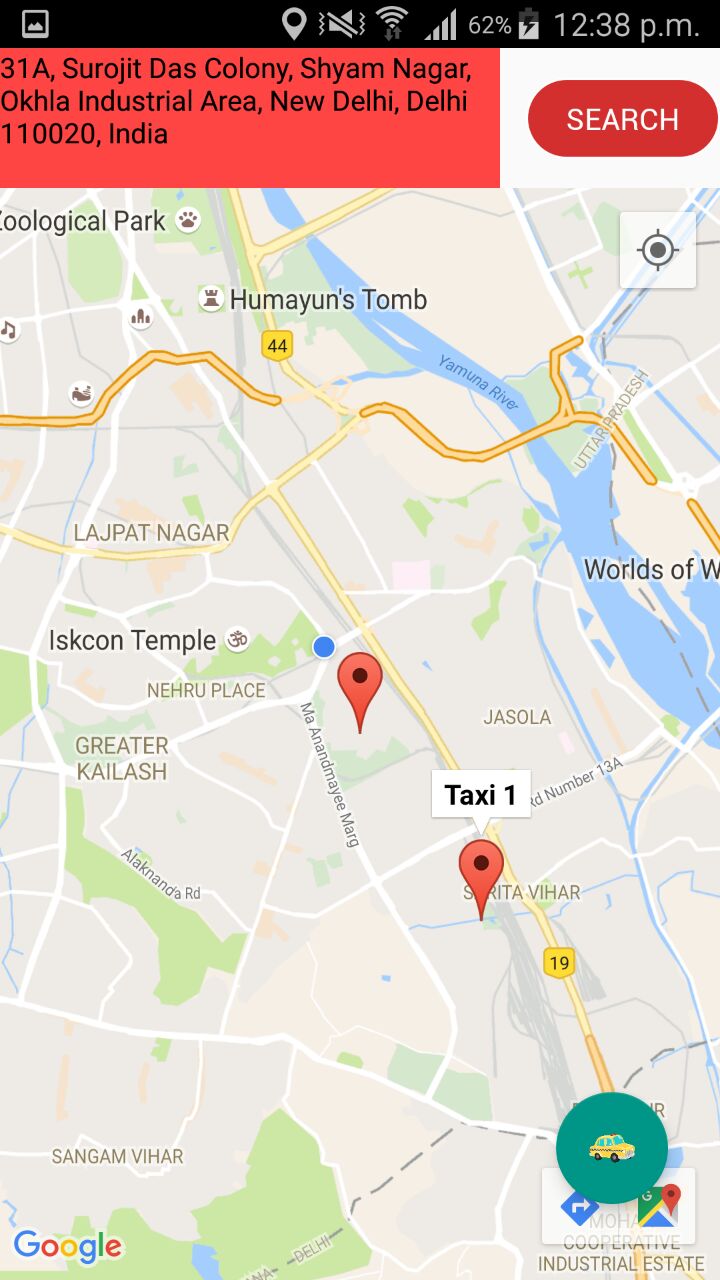 62% 12:38 p.m.
31A, Surojit Das Colony, Shyam Nagar,
Okhla Industrial Area, New Delhi, Delhi
110020, India
SEARCH
Zoological Park
Humayun's Tomb
44
Yamuna River
UTTAR PRADESH
LAJPAT NAGAR
Worlds of W
Iskcon Temple
NEHRU PLACE
JASOLA
GREATER
KAILASH
Ma Anandmayee Marg
Rd Number 13A
Taxi 1
Alaknanda Rd
SARITA VIHAR
19
SANGAM VIHAR
DELHI
COOPERATIVE
INDUSTRIAL ESTATE
Google